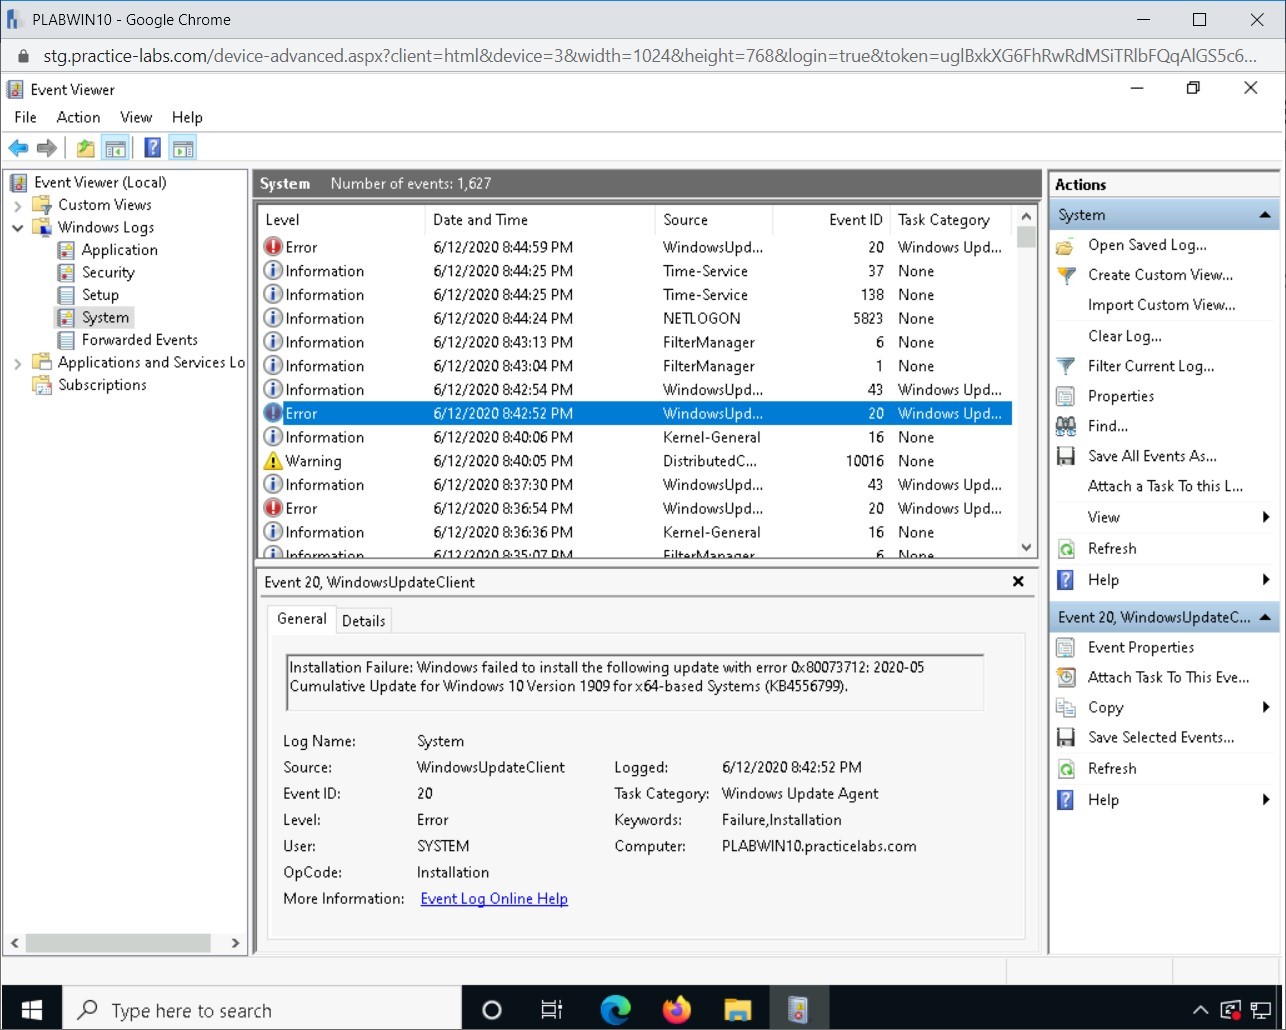 PLABWIN10 - Google Chrome
stg.practice-labs.com/device-advanced.aspx?client=html&device=3&width=1024&height=768&login=true&token=uglBxkXG6FhRwRdMSiTRlbFQqAlGS5c6...
Event Viewer
File Action View Help
Event Viewer (Local)
Custom Views
Windows Logs
Application
Security
Setup
System
Forwarded Events
Applications and Services Lo
Subscriptions
System Number of events: 1,627
Level Date and Time Source Event ID Task Category
Error 6/12/2020 8:44:59 PM WindowsUpd... 20 Windows Upd...
Information 6/12/2020 8:44:25 PM Time-Service 37 None
Information 6/12/2020 8:44:25 PM Time-Service 138 None
Information 6/12/2020 8:44:24 PM NETLOGON 5823 None
Information 6/12/2020 8:43:13 PM FilterManager 6 None
Information 6/12/2020 8:43:04 PM FilterManager 1 None
Information 6/12/2020 8:42:54 PM WindowsUpd... 43 Windows Upd...
Error 6/12/2020 8:42:52 PM WindowsUpd... 20 Windows Upd...
Information 6/12/2020 8:40:06 PM Kernel-General 16 None
Warning 6/12/2020 8:40:05 PM DistributedC... 10016 None
Information 6/12/2020 8:37:30 PM WindowsUpd... 43 Windows Upd...
Error 6/12/2020 8:36:54 PM WindowsUpd... 20 Windows Upd...
Information 6/12/2020 8:36:36 PM Kernel-General 16 None
Information 6/12/2020 8:35:07 PM FilterManager 6 None
Event 20, WindowsUpdateClient
General Details
Installation Failure: Windows failed to install the following update with error 0x80073712: 2020-05
Cumulative Update for Windows 10 Version 1909 for x64-based Systems (KB4556799).
Log Name: System
Source: WindowsUpdateClient Logged: 6/12/2020 8:42:52 PM
Event ID: 20 Task Category: Windows Update Agent
Level: Error Keywords: Failure,Installation
User: SYSTEM Computer: PLABWIN10.practicelabs.com
OpCode: Installation
More Information: Event Log Online Help
Actions
System
Open Saved Log...
Create Custom View...
Import Custom View...
Clear Log...
Filter Current Log...
Properties
Find...
Save All Events As...
Attach a Task To this L...
View
Refresh
Help
Event 20, WindowsUpdateC...
Event Properties
Attach Task To This Eve...
Copy
Save Selected Events...
Refresh
Help
Type here to search